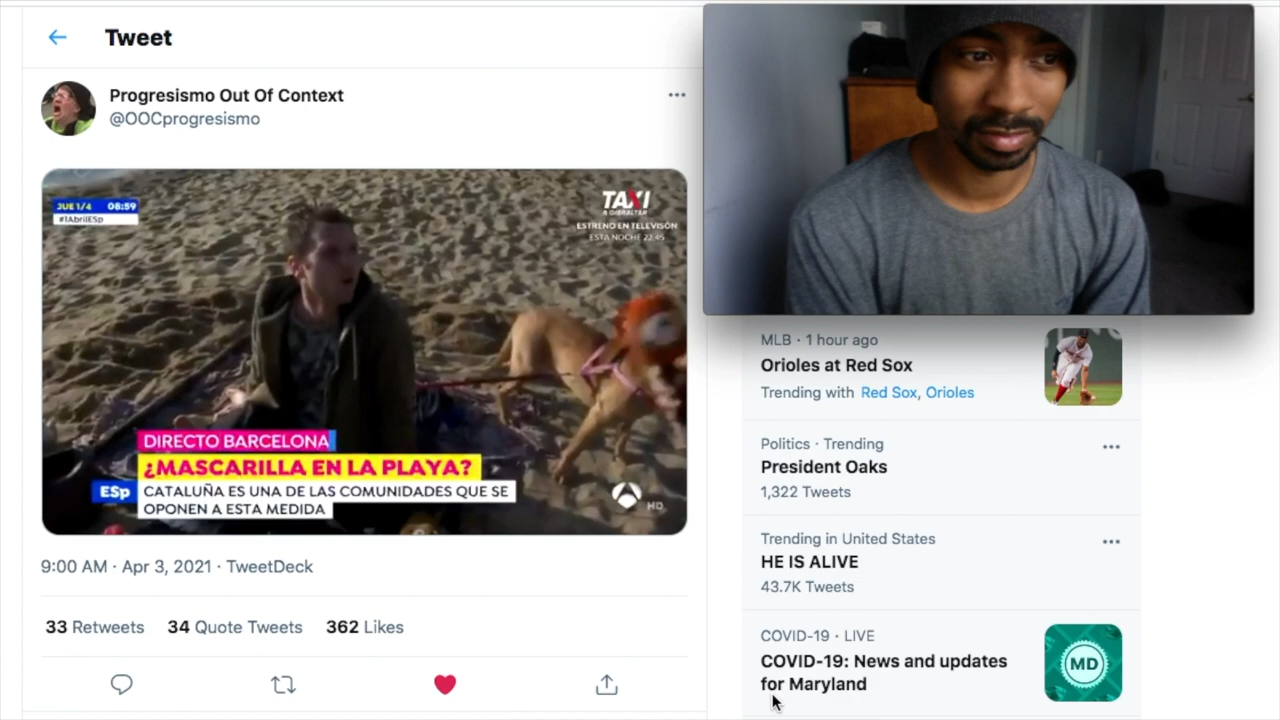 Tweet
Progresismo Out Of Context
@OOCprogresismo
JUE 1/4 08:59
#1AbrilESp
TAXI
A GIBRALTAR
ESTRENO EN TELEVISIÓN
ESTA NOCHE 22:45
DIRECTO BARCELONA
¿MASCARILLA EN LA PLAYA?
ESp
CATALUÑA ES UNA DE LAS COMUNIDADES QUE SE
OPONEN A ESTA MEDIDA
HD
9:00 AM · Apr 3, 2021 · TweetDeck
33 Retweets 34 Quote Tweets 362 Likes
MLB · 1 hour ago
Orioles at Red Sox
Trending with Red Sox, Orioles
Politics · Trending
President Oaks
1,322 Tweets
Trending in United States
HE IS ALIVE
43.7K Tweets
COVID-19 · LIVE
COVID-19: News and updates
for Maryland
MD